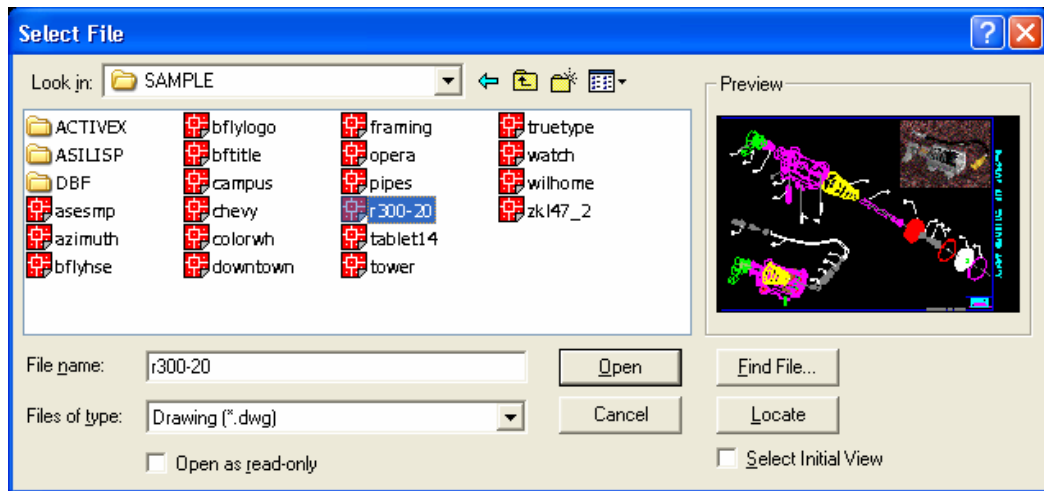 Select File
Look in: SAMPLE
Preview
ACTIVEX bflylogo framing truetype
ASILISP bftitle opera watch
DBF campus pipes wilhome
asesmp chevy r300-20 zkl47_2
azimuth colorwh tablet14
bflyhse downtown tower
File name: r300-20 Open Find File...
Files of type: Drawing (*.dwg) Cancel Locate
Open as read-only Select Initial View